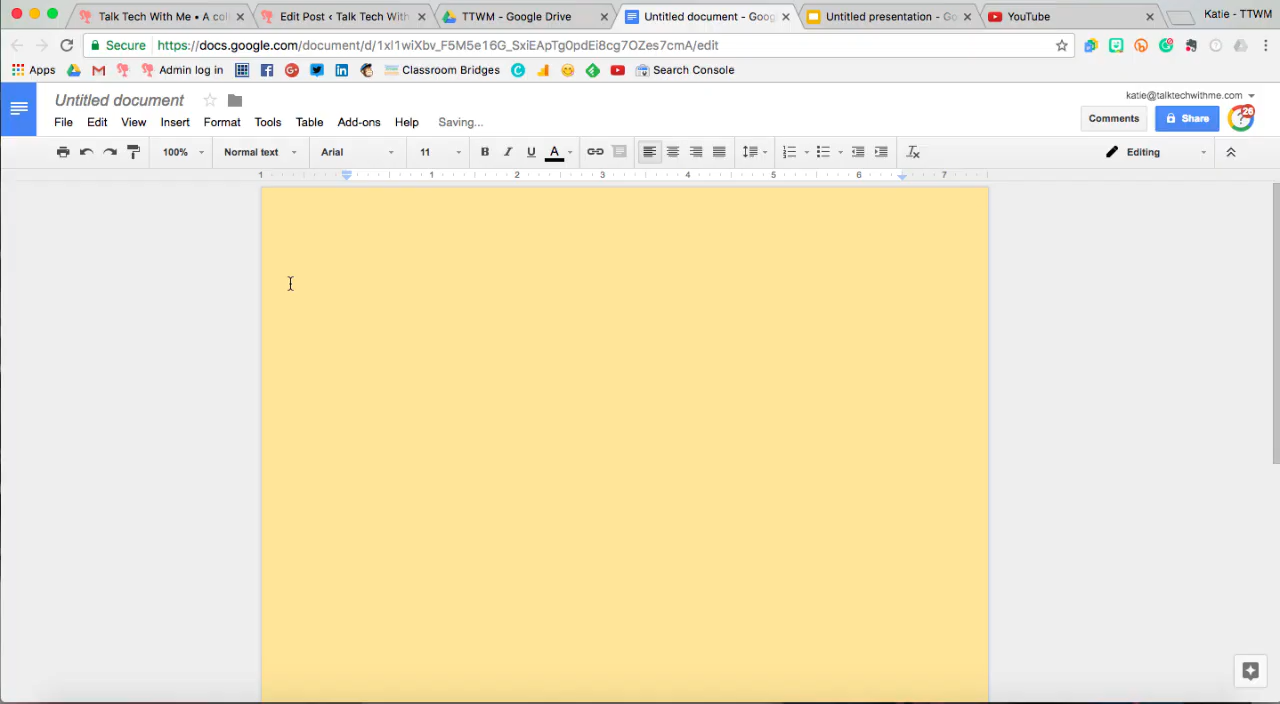 Talk Tech With Me • A col
Edit Post ‹ Talk Tech With
TTWM - Google Drive
Untitled document - Goog
Untitled presentation - Go
YouTube
Katie - TTWM
Secure
https://docs.google.com/document/d/1xl1wiXbv_F5M5e16G_SxiEApTg0pdEi8cg7OZes7cmA/edit
Apps
Admin log in
Classroom Bridges
Search Console
Untitled document
katie@talktechwithme.com
File Edit View Insert Format Tools Table Add-ons Help Saving...
Comments
Share
26
100% Normal text Arial 11 B I U A
Editing
1 1 2 3 4 5 6 7